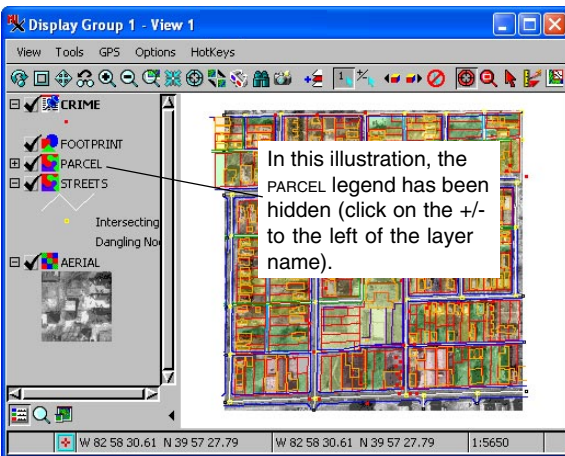 Display Group 1 - View 1
View Tools GPS Options HotKeys
1
CRIME
FOOTPRINT
PARCEL
STREETS
Intersecting
Dangling No
AERIAL
In this illustration, the
PARCEL legend has been
hidden (click on the +/-
to the left of the layer
name).
W 82 58 30.61 N 39 57 27.79 W 82 58 30.61 N 39 57 27.79 1:5650